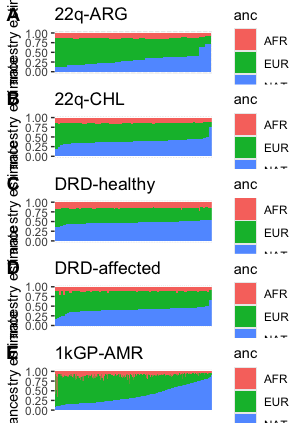 A
22q-ARG
anc
1.00
0.75
0.50
0.25
0.00
AFR
EUR
22q-CHL
anc
1.00
0.75
0.50
0.25
0.00
AFR
EUR
DRD-healthy
anc
1.00
0.75
0.50
0.25
0.00
AFR
EUR
DRD-affected
anc
1.00
0.75
0.50
0.25
0.00
AFR
EUR
1kGP-AMR
anc
1.00
0.75
0.50
0.25
0.00
AFR
EUR
ancestry estimate